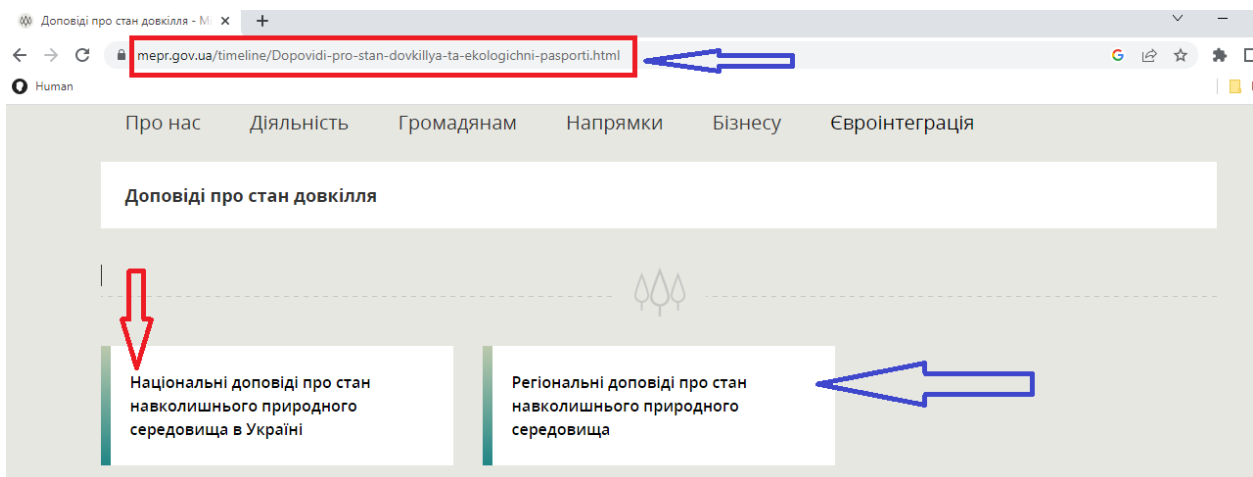 Доповіді про стан довкілля - Мі
mepr.gov.ua/timeline/Dopovidi-pro-stan-dovkillya-ta-ekologichni-pasporti.html
Human
Про нас Діяльність Громадянам Напрямки Бізнесу Євроінтеграція
Доповіді про стан довкілля
Національні доповіді про стан
навколишнього природного
середовища в Україні
Регіональні доповіді про стан
навколишнього природного
середовища